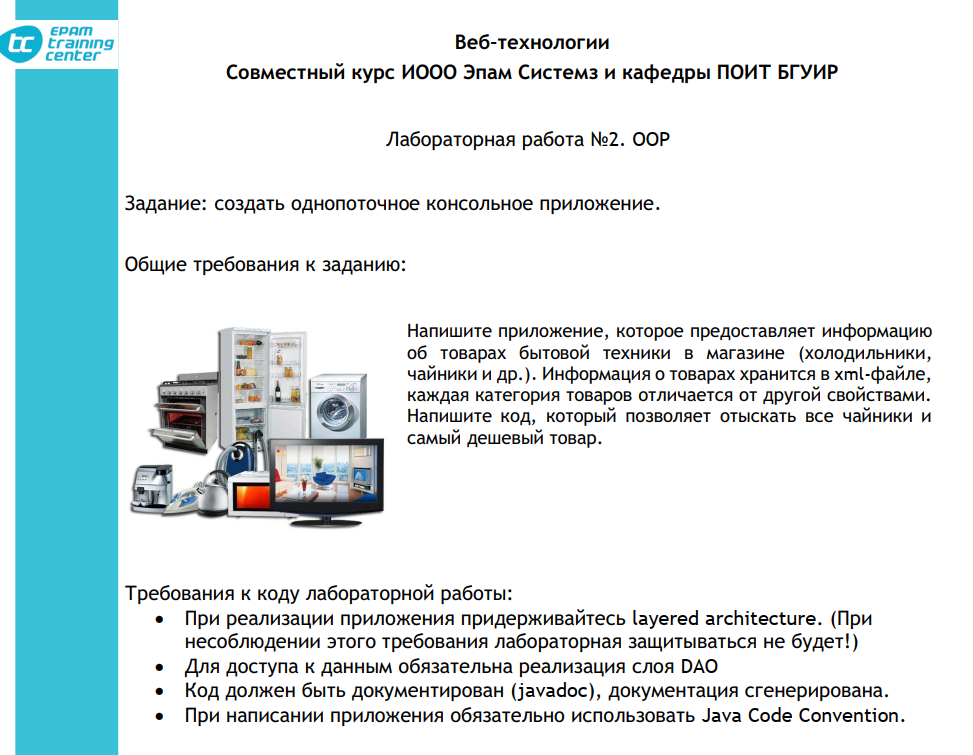 EPAM
training
center
tc
Веб-технологии
Совместный курс ИООО Эпам Системз и кафедры ПОИТ БГУИР
Лабораторная работа №2. ООР
Задание: создать однопоточное консольное приложение.
Общие требования к заданию:
Напишите приложение, которое предоставляет информацию
об товарах бытовой техники в магазине (холодильники,
чайники и др.). Информация о товарах хранится в xml-файле,
каждая категория товаров отличается от другой свойствами.
Напишите код, который позволяет отыскать все чайники и
самый дешевый товар.
Требования к коду лабораторной работы:
• При реализации приложения придерживайтесь layered architecture. (При
несоблюдении этого требования лабораторная защитываться не будет!)
• Для доступа к данным обязательна реализация слоя DAO
• Код должен быть документирован (javadoc), документация сгенерирована.
• При написании приложения обязательно использовать Java Code Convention.